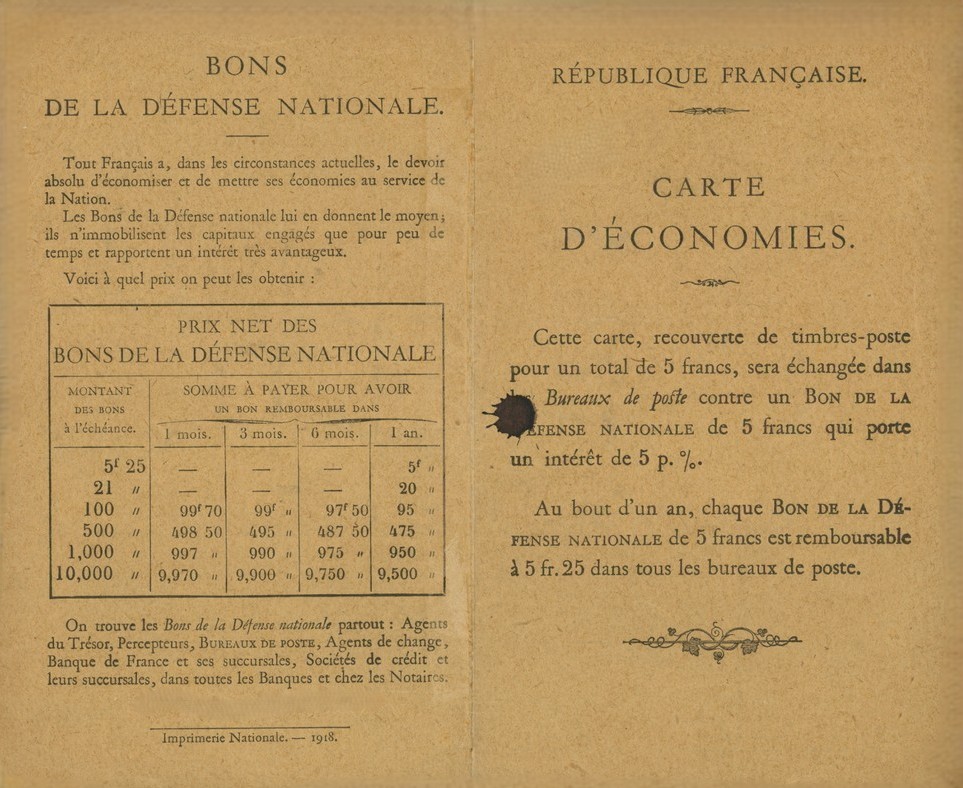 BONS
DE LA DÉFENSE NATIONALE.
Tout Français a, dans les circonstances actuelles, le devoir
absolu d'économiser et de mettre ses économies au service de
la Nation.
Les Bons de la Défense nationale lui en donnent le moyen;
ils n'immobilisent les capitaux engagés que pour peu de
temps et rapportent un intérêt très avantageux.
Voici à quel prix on peut les obtenir :
PRIX NET DES
BONS DE LA DÉFENSE NATIONALE
MONTANT
DES BONS
à l'échéance.
SOMME À PAYER POUR AVOIR
UN BON REMBOURSABLE DANS
1 mois. 3 mois. 6 mois. 1 an.
5f 25 — — — 5f "
21 " — — — 20 "
100 " 99f 70 99f " 97f 50 95 "
500 " 498 50 495 " 487 50 475 "
1,000 " 997 " 990 " 975 " 950 "
10,000 " 9,970 " 9,900 " 9,750 " 9,500 "
On trouve les Bons de la Défense nationale partout : Agents
du Trésor, Percepteurs, BUREAUX DE POSTE, Agents de change,
Banque de France et ses succursales, Sociétés de crédit et
leurs succursales, dans toutes les Banques et chez les Notaires.
Imprimerie Nationale. — 1918.
RÉPUBLIQUE FRANÇAISE.
CARTE
D'ÉCONOMIES.
Cette carte, recouverte de timbres-poste
pour un total de 5 francs, sera échangée dans
Bureaux de poste contre un BON DE LA
ÉFENSE NATIONALE de 5 francs qui porte
un intérêt de 5 p. %.
Au bout d'un an, chaque BON DE LA DÉ-
FENSE NATIONALE de 5 francs est remboursable
à 5 fr. 25 dans tous les bureaux de poste.